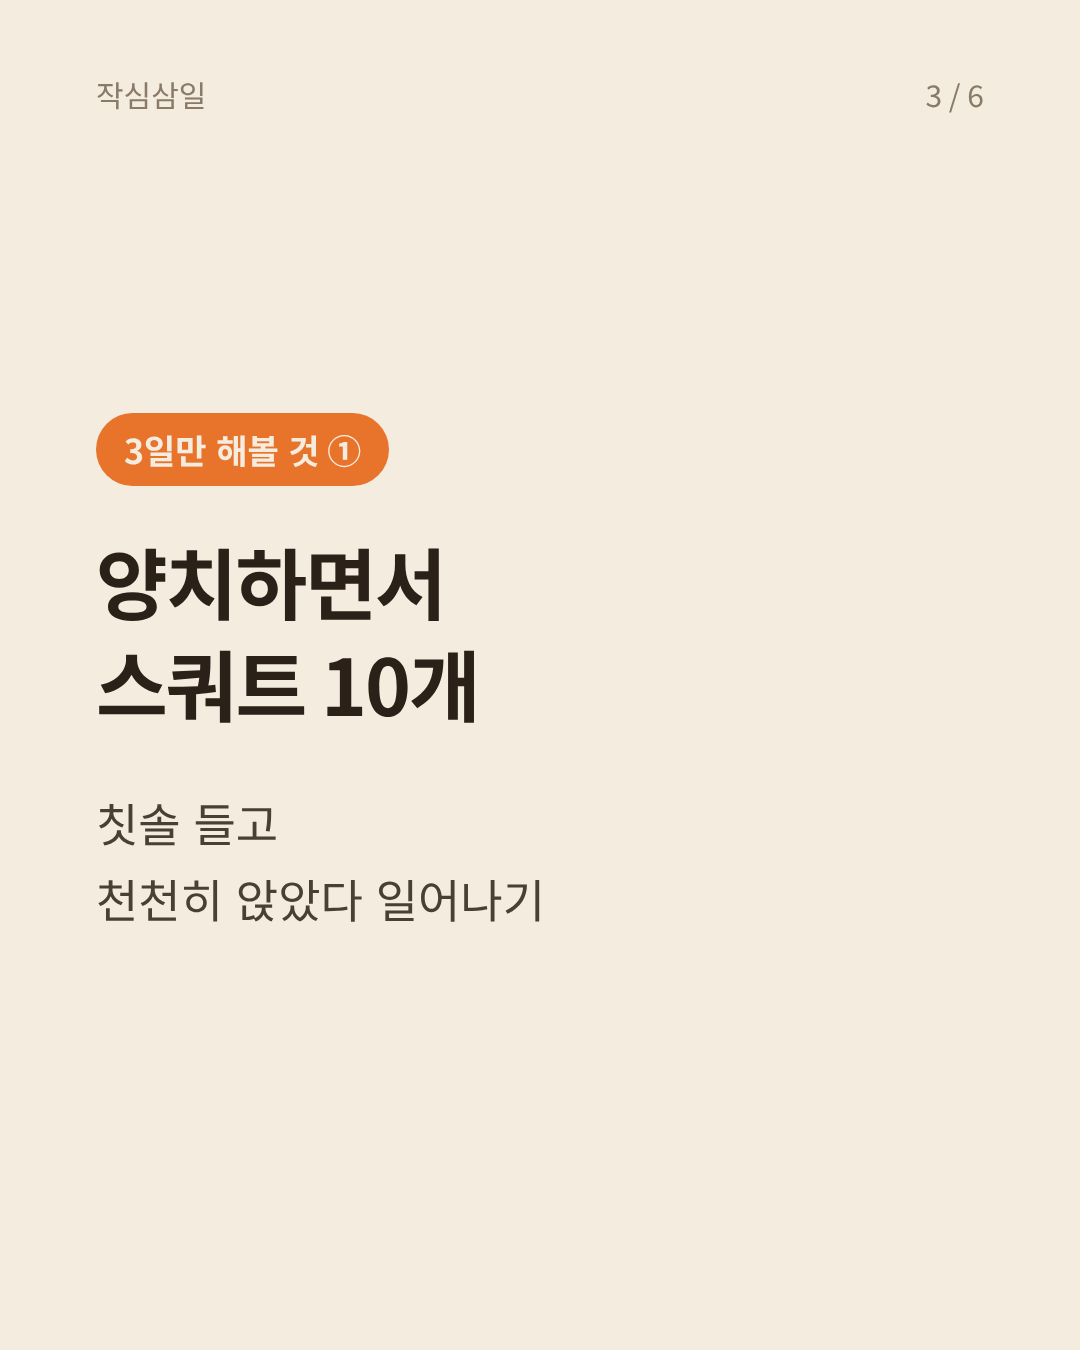 작심삼일
3 / 6
3일만 해볼 것 ①
양치하면서
스쿼트 10개
칫솔 들고
천천히 앉았다 일어나기